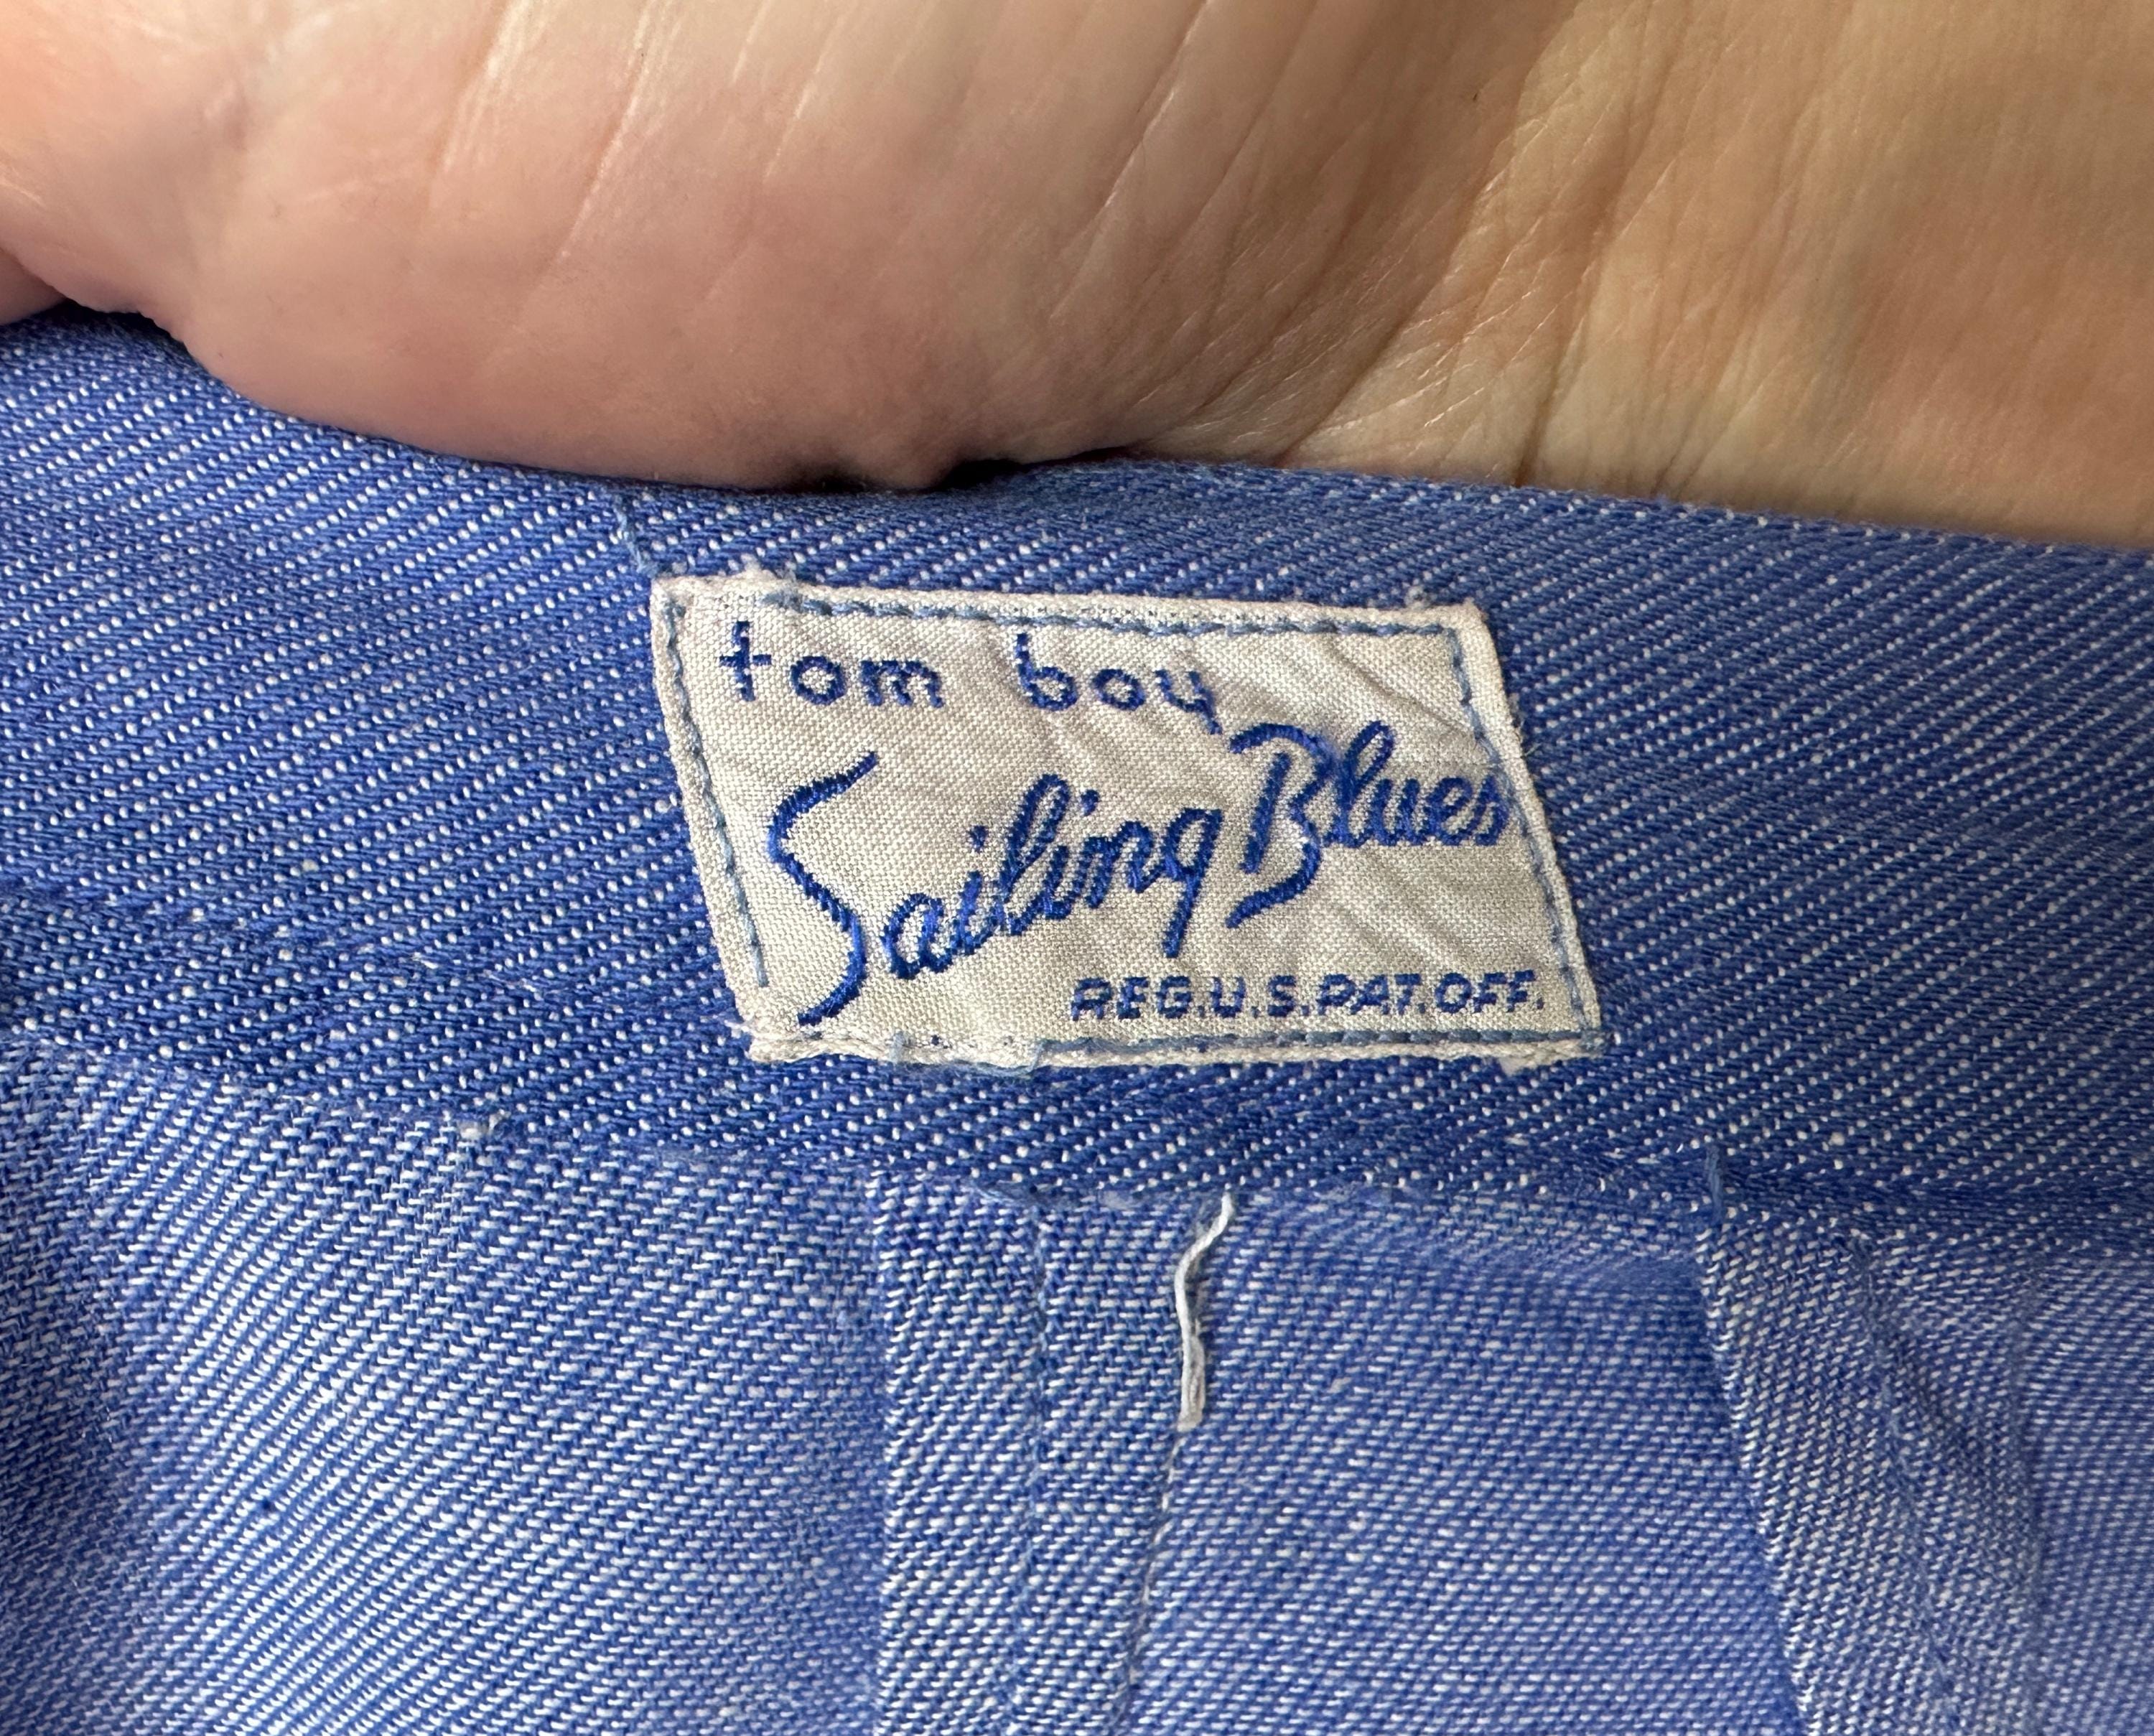 tom boy
Sailing Blues
REG.U.S.PAT.OFF.